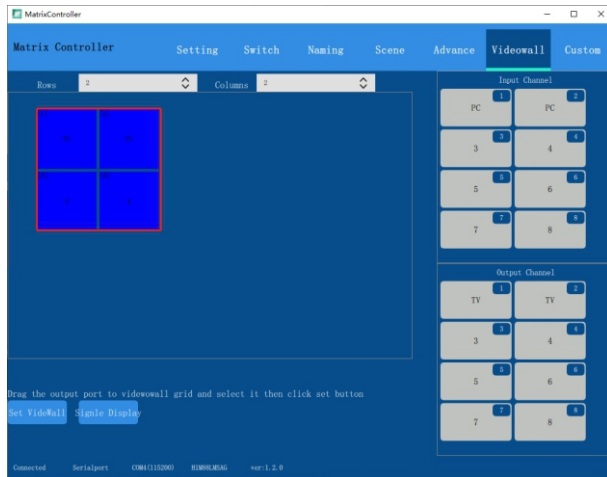 MatrixController
Matrix Controller Setting Switch Naming Scene Advance Videowall Custom
Rows 2 Columns 2
Input Channel
1 2
PC PC
3 4
3 4
5 6
5 6
7 8
7 8
Output Channel
1 2
TV TV
3 4
3 4
5 6
5 6
7 8
7 8
Drag the output port to videwowall grid and select it then click set button
Set VideWall Signle Display
Connected Serialport COM4(115200) ver:1.2.0